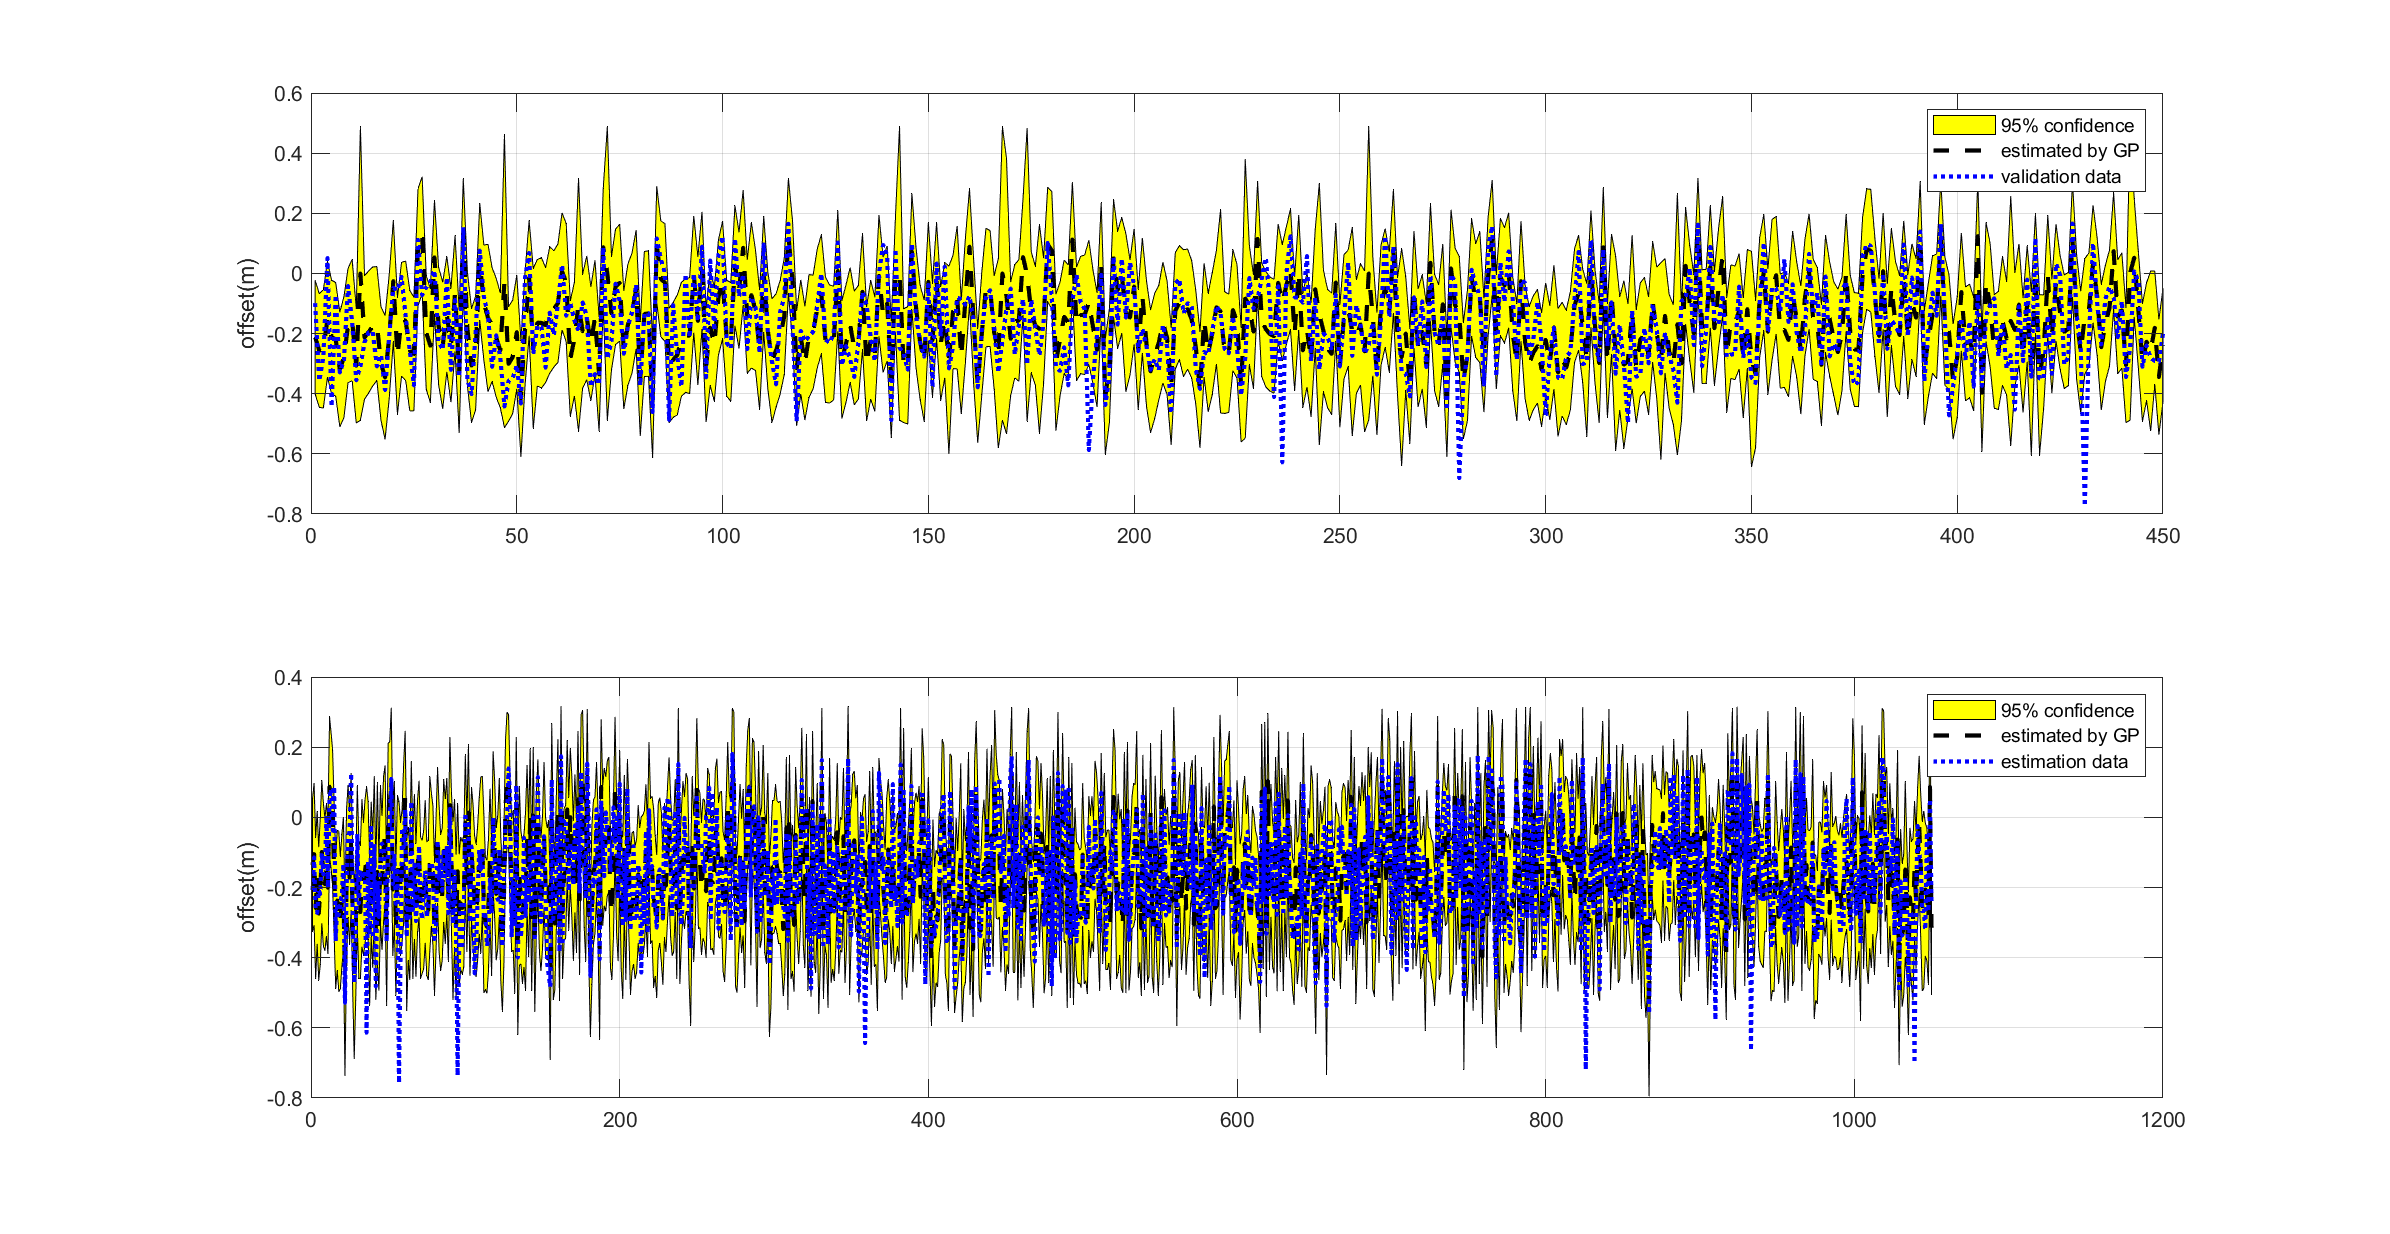 0.6
0.4
0.2
0
-0.2
-0.4
-0.6
-0.8
offset(m)
95% confidence
estimated by GP
validation data
0 50 100 150 200 250 300 350 400 450
0.4
0.2
0
-0.2
-0.4
-0.6
-0.8
offset(m)
95% confidence
estimated by GP
estimation data
0 200 400 600 800 1000 1200